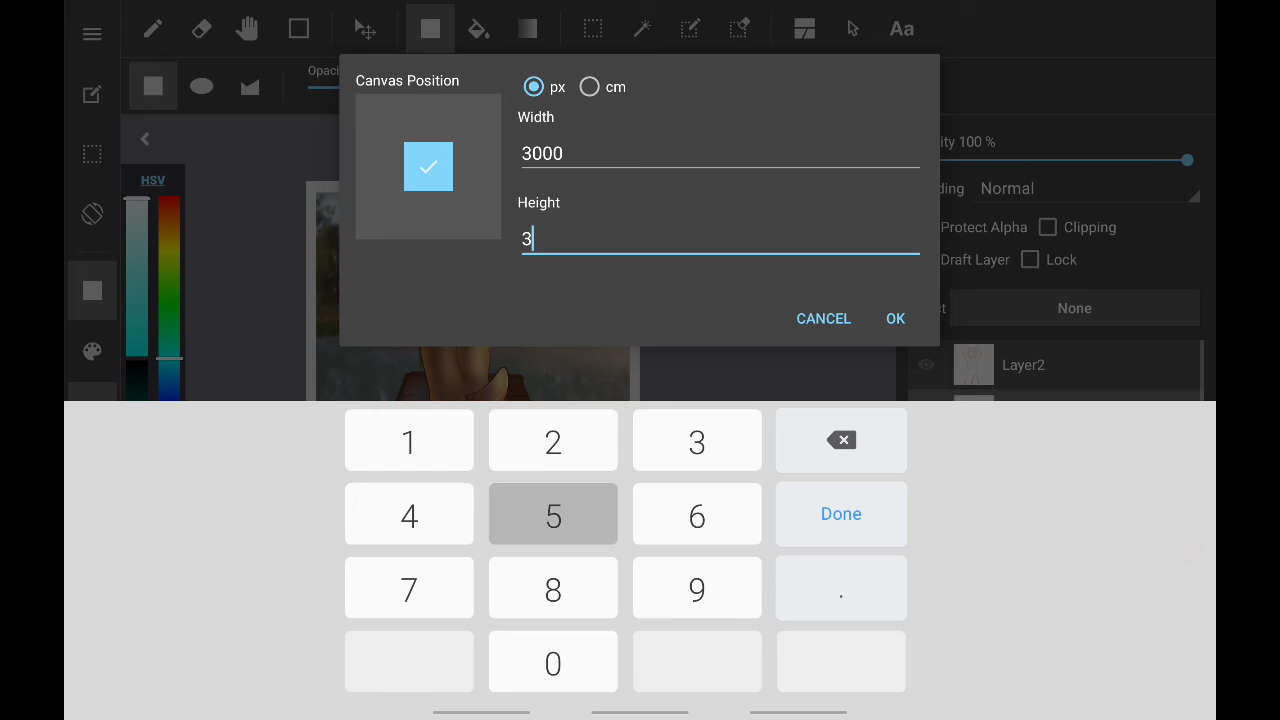 Aa
Opaci
Canvas Position
px
cm
Width
3000
Height
3
CANCEL
OK
HSV
ity 100 %
ding
Normal
Protect Alpha
Clipping
Draft Layer
Lock
ct
None
Layer2
1
2
3
4
5
6
Done
7
8
9
.
0